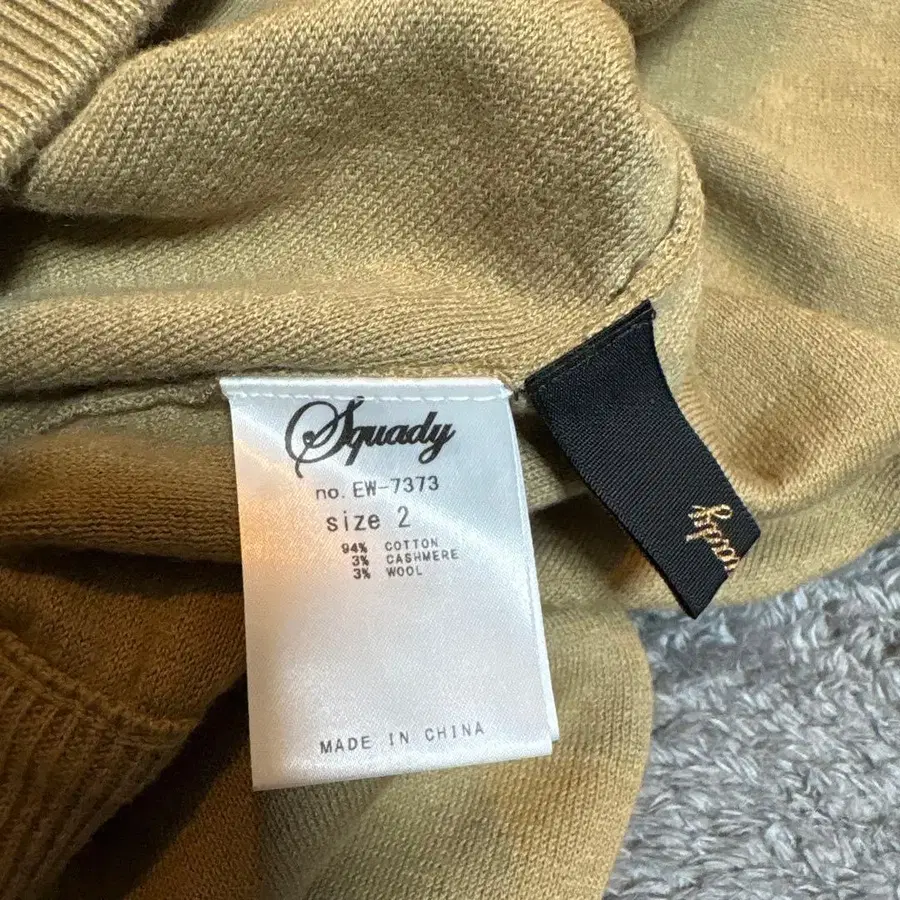 Squady
no. EW-7373
size 2
94% COTTON
3% CASHMERE
3% WOOL
MADE IN CHINA